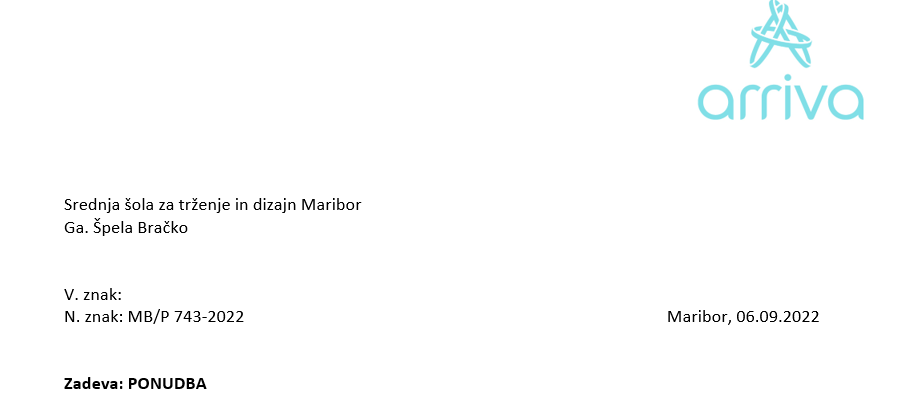 arriva
Srednja šola za trženje in dizajn Maribor
Ga. Špela Bračko
V. znak:
N. znak: MB/P 743-2022 Maribor, 06.09.2022
Zadeva: PONUDBA